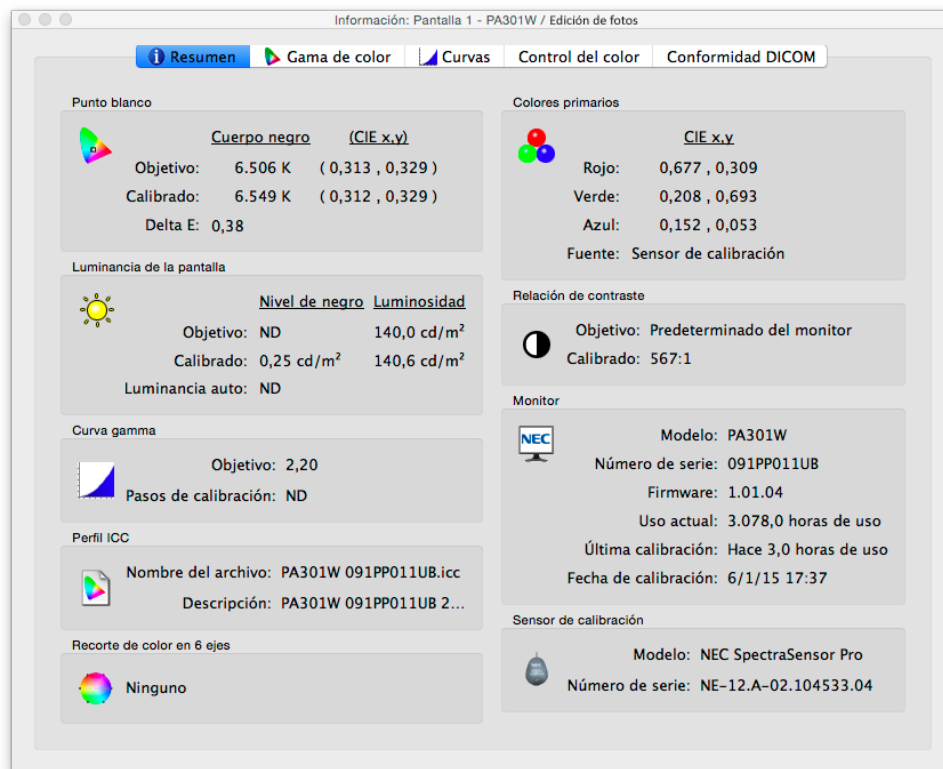 Información: Pantalla 1 - PA301W / Edición de fotos
Resumen Gama de color Curvas Control del color Conformidad DICOM
Punto blanco
Cuerpo negro (CIE x,y)
Objetivo: 6.506 K ( 0,313 , 0,329 )
Calibrado: 6.549 K ( 0,312 , 0,329 )
Delta E: 0,38
Luminancia de la pantalla
Nivel de negro Luminosidad
Objetivo: ND 140,0 cd/m²
Calibrado: 0,25 cd/m² 140,6 cd/m²
Luminancia auto: ND
Curva gamma
Objetivo: 2,20
Pasos de calibración: ND
Perfil ICC
Nombre del archivo: PA301W 091PP011UB.icc
Descripción: PA301W 091PP011UB 2...
Recorte de color en 6 ejes
Ninguno
Colores primarios
CIE x,y
Rojo: 0,677 , 0,309
Verde: 0,208 , 0,693
Azul: 0,152 , 0,053
Fuente: Sensor de calibración
Relación de contraste
Objetivo: Predeterminado del monitor
Calibrado: 567:1
Monitor
NEC
Modelo: PA301W
Número de serie: 091PP011UB
Firmware: 1.01.04
Uso actual: 3.078,0 horas de uso
Última calibración: Hace 3,0 horas de uso
Fecha de calibración: 6/1/15 17:37
Sensor de calibración
Modelo: NEC SpectraSensor Pro
Número de serie: NE-12.A-02.104533.04